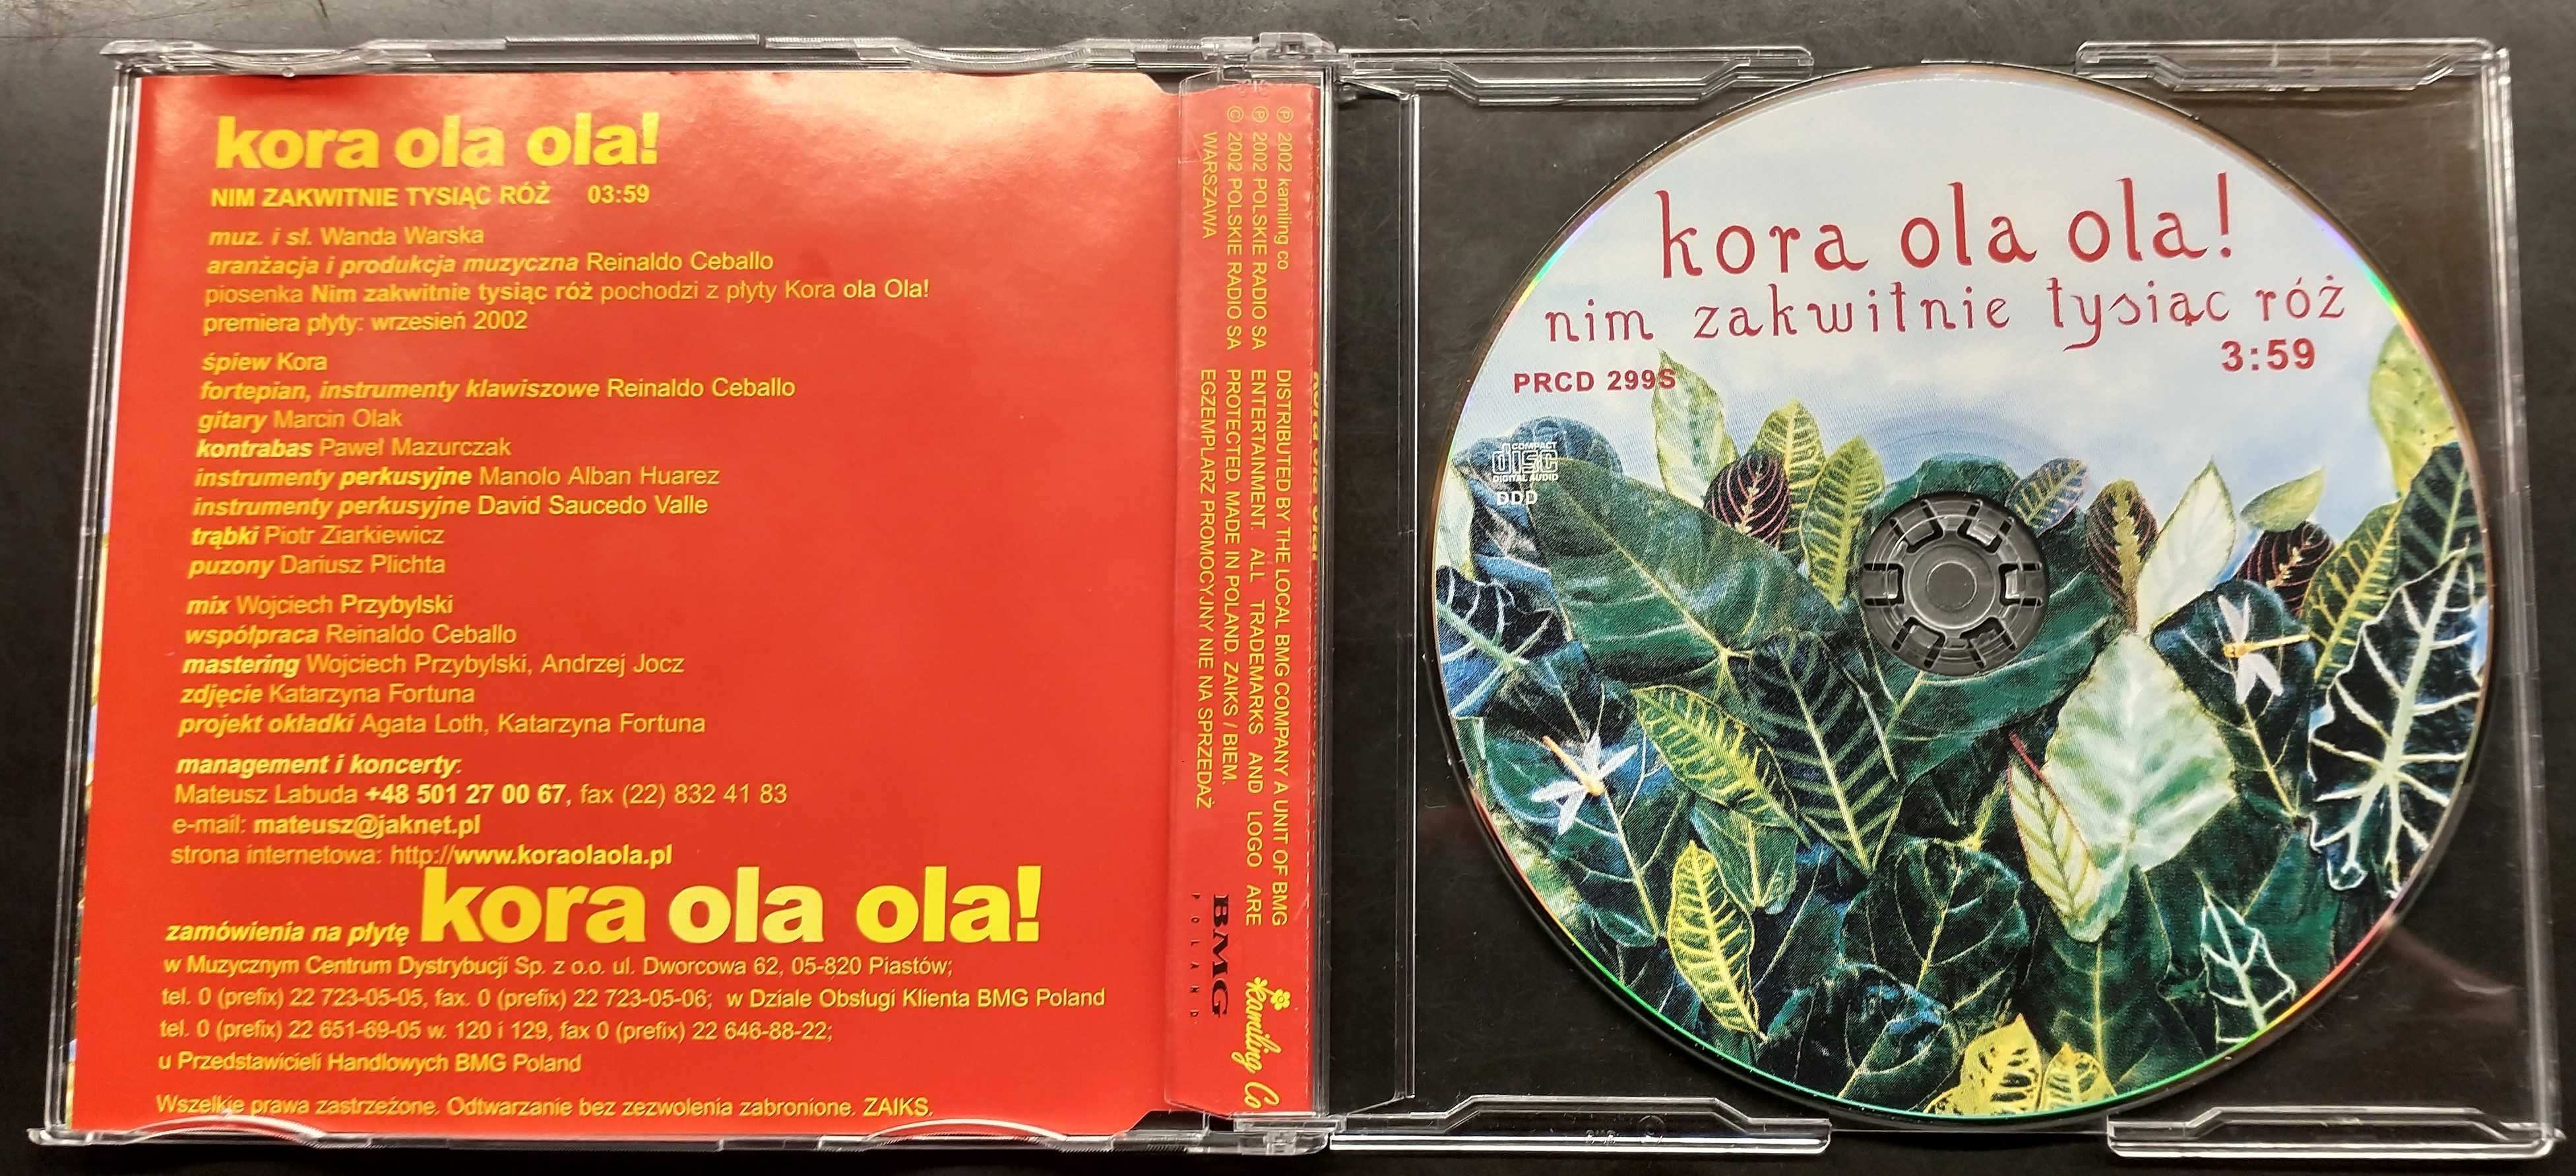 kora ola ola!
NIM ZAKWITNIE TYSIĄC RÓŻ 03:59
muz. i sł. Wanda Warska
aranżacja i produkcja muzyczna Reinaldo Ceballo
piosenka Nim zakwitnie tysiąc róż pochodzi z płyty Kora ola Ola!
premiera płyty: wrzesień 2002
śpiew Kora
fortepian, instrumenty klawiszowe Reinaldo Ceballo
gitary Marcin Olak
kontrabas Paweł Mazurczak
instrumenty perkusyjne Manolo Alban Huarez
instrumenty perkusyjne David Saucedo Valle
trąbki Piotr Ziarkiewicz
puzony Dariusz Plichta
mix Wojciech Przybylski
współpraca Reinaldo Ceballo
mastering Wojciech Przybylski, Andrzej Jocz
zdjęcie Katarzyna Fortuna
projekt okładki Agata Loth, Katarzyna Fortuna
management i koncerty:
Mateusz Labuda +48 501 27 00 67, fax (22) 832 41 83
e-mail: mateusz@jaknet.pl
strona internetowa: http://www.koraolaola.pl
zamówienia na płytę kora ola ola!
w Muzycznym Centrum Dystrybucji Sp. z o.o. ul. Dworcowa 62, 05-820 Piastów;
tel. 0 (prefix) 22 723-05-05, fax. 0 (prefix) 22 723-05-06; w Dziale Obsługi Klienta BMG Poland
tel. 0 (prefix) 22 651-69-05 w. 120 i 129, fax 0 (prefix) 22 646-88-22;
u Przedstawicieli Handlowych BMG Poland
Wszelkie prawa zastrzeżone. Odtwarzanie bez zezwolenia zabronione. ZAIKS.
Ⓟ 2002 kamiling co
Ⓟ 2002 POLSKIE RADIO SA
© 2002 POLSKIE RADIO SA
WARSZAWA
DISTRIBUTED BY THE LOCAL BMG COMPANY A UNIT OF BMG
ENTERTAINMENT. ALL TRADEMARKS AND LOGO ARE
PROTECTED. MADE IN POLAND. ZAIKS / BIEM.
EGZEMPLARZ PROMOCYJNY NIE NA SPRZEDAŻ
BMG
POLAND
Kamiling Co
kora ola ola!
nim zakwitnie tysiąc róż
3:59
PRCD 299S
COMPACT
disc
DIGITAL AUDIO
DDD